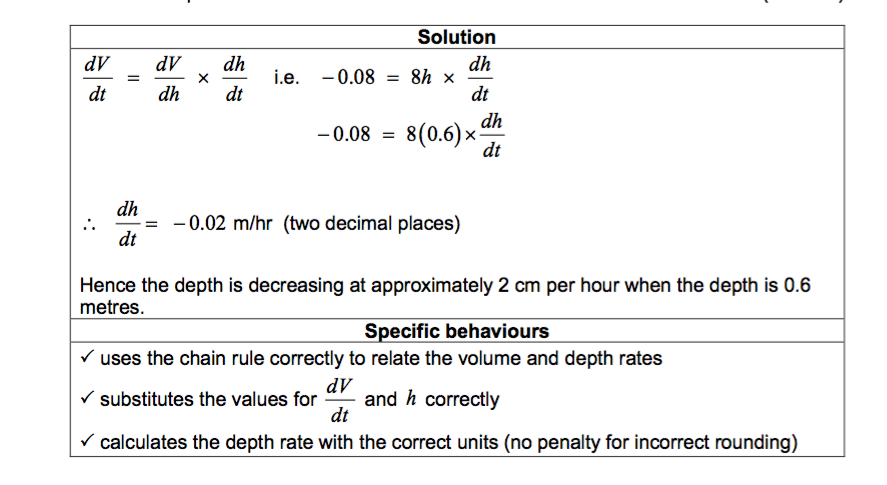 Solution
dV/dt = dV/dh × dh/dt i.e. −0.08 = 8h × dh/dt
−0.08 = 8(0.6) × dh/dt
∴ dh/dt = −0.02 m/hr (two decimal places)
Hence the depth is decreasing at approximately 2 cm per hour when the depth is 0.6
metres.
Specific behaviours
✓ uses the chain rule correctly to relate the volume and depth rates
✓ substitutes the values for dV/dt and h correctly
✓ calculates the depth rate with the correct units (no penalty for incorrect rounding)